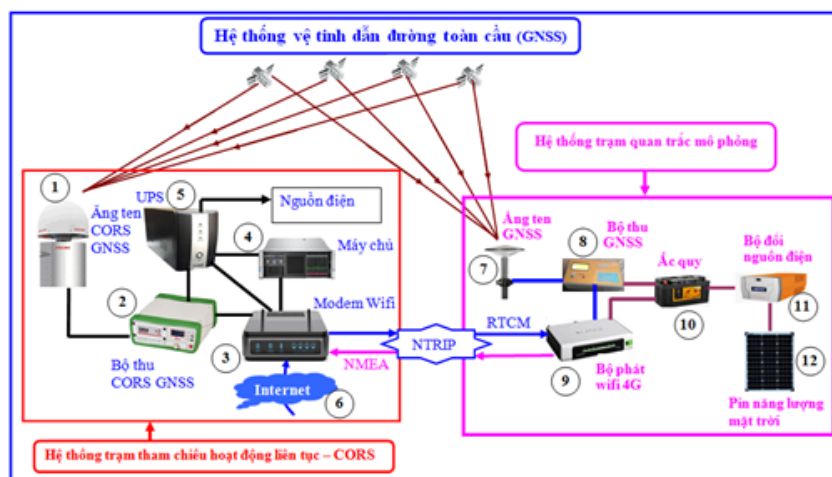 Hệ thống vệ tinh dẫn đường toàn cầu (GNSS)
Hệ thống trạm quan trắc mô phỏng
1
UPS
5
Nguồn điện
Ăng ten
CORS
GNSS
4
Máy chủ
2
Modem Wifi
Bộ thu
CORS GNSS
3
NMEA
Internet
6
NTRIP
RTCM
Ăng ten
GNSS
7
8
Bộ thu
GNSS
Ắc quy
10
Bộ đổi
nguồn điện
11
12
9
Bộ phát
wifi 4G
Pin năng lượng
mặt trời
Hệ thống trạm tham chiếu hoạt động liên tục – CORS